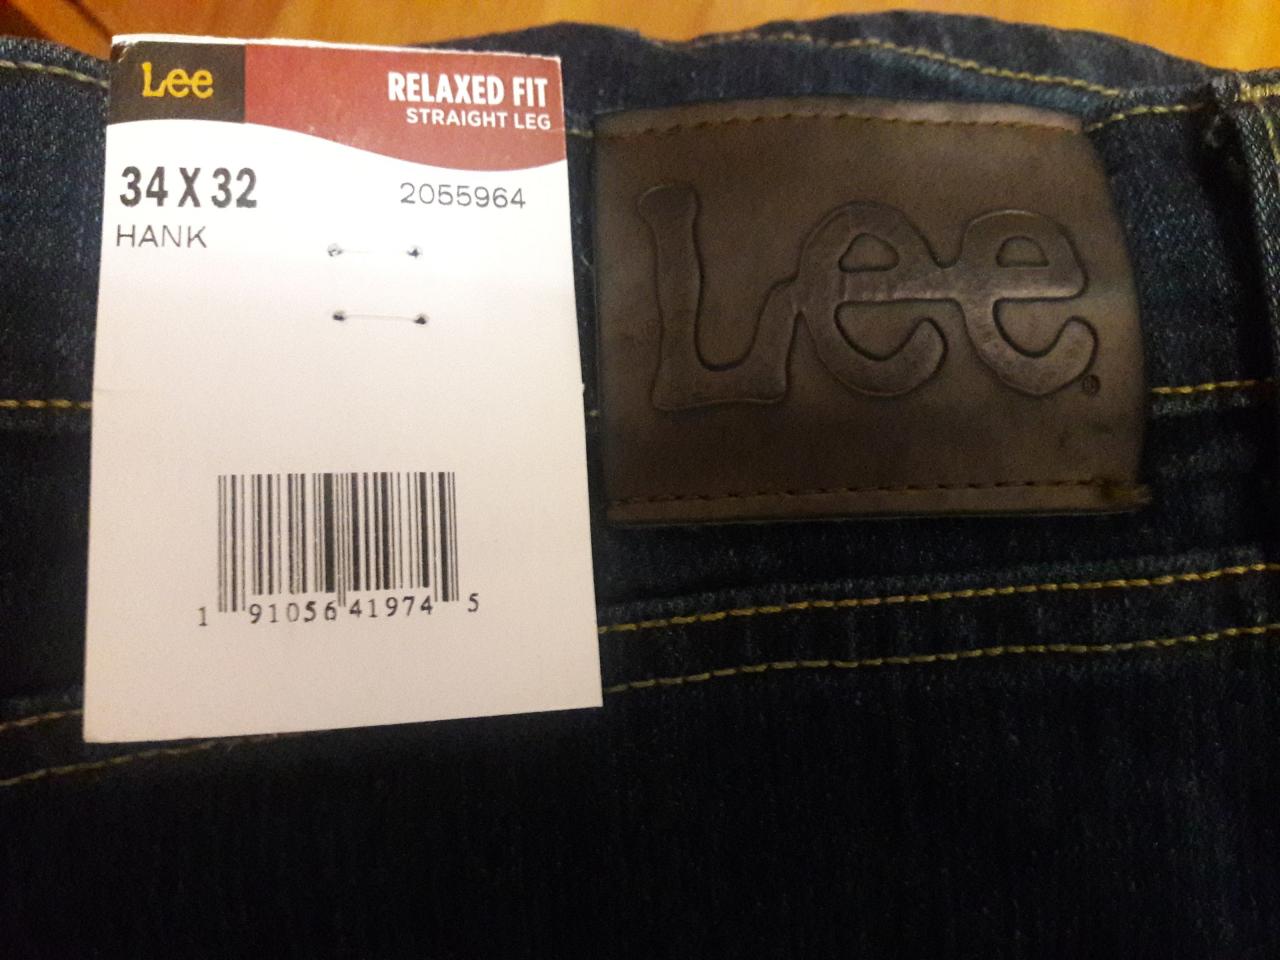 Lee
RELAXED FIT
STRAIGHT LEG
34 X 32
2055964
HANK
1 91056 41974 5
Lee®